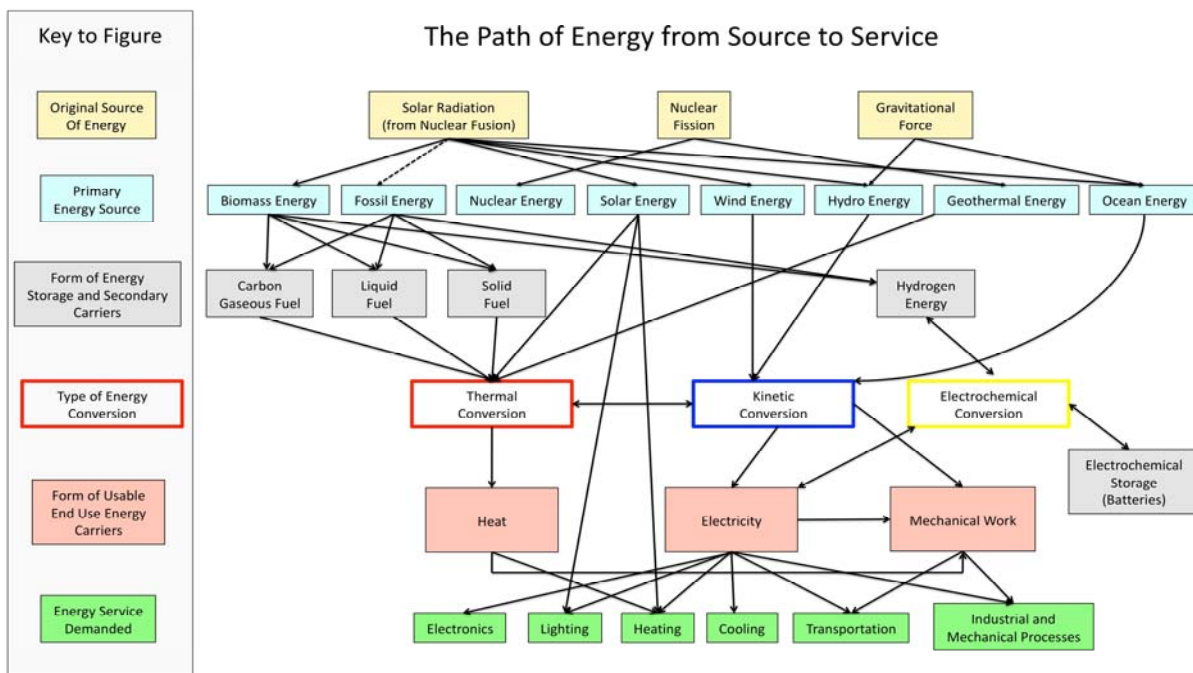 Key to Figure
The Path of Energy from Source to Service
Original Source
Of Energy
Solar Radiation
(from Nuclear Fusion)
Nuclear
Fission
Gravitational
Force
Primary
Energy Source
Biomass Energy
Fossil Energy
Nuclear Energy
Solar Energy
Wind Energy
Hydro Energy
Geothermal Energy
Ocean Energy
Form of Energy
Storage and Secondary
Carriers
Carbon
Gaseous Fuel
Liquid
Fuel
Solid
Fuel
Hydrogen
Energy
Type of Energy
Conversion
Thermal
Conversion
Kinetic
Conversion
Electrochemical
Conversion
Electrochemical
Storage
(Batteries)
Form of Usable
End Use Energy
Carriers
Heat
Electricity
Mechanical Work
Energy Service
Demanded
Electronics
Lighting
Heating
Cooling
Transportation
Industrial and
Mechanical Processes